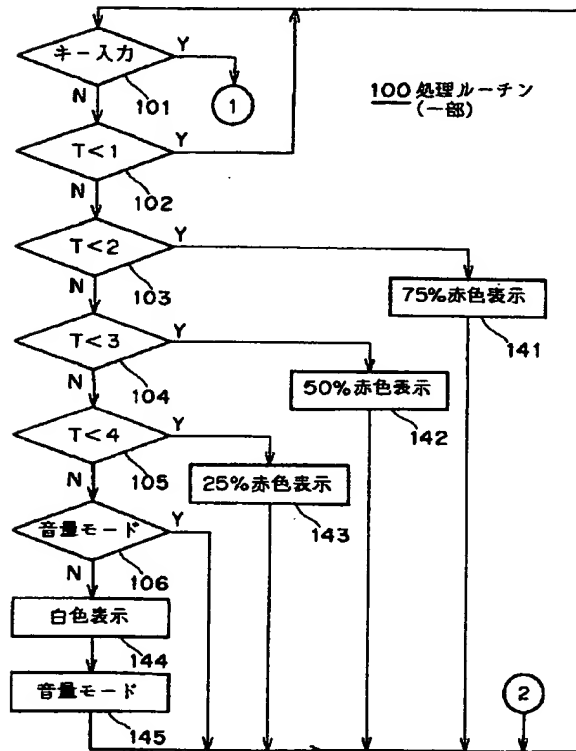 キー入力
Y
N
101
1
100 処理ルーチン
(一部)
T<1
Y
N
102
T<2
Y
N
103
75%赤色表示
141
T<3
Y
N
104
50%赤色表示
142
T<4
Y
N
105
25%赤色表示
143
音量モード
Y
N
106
白色表示
144
音量モード
145
2